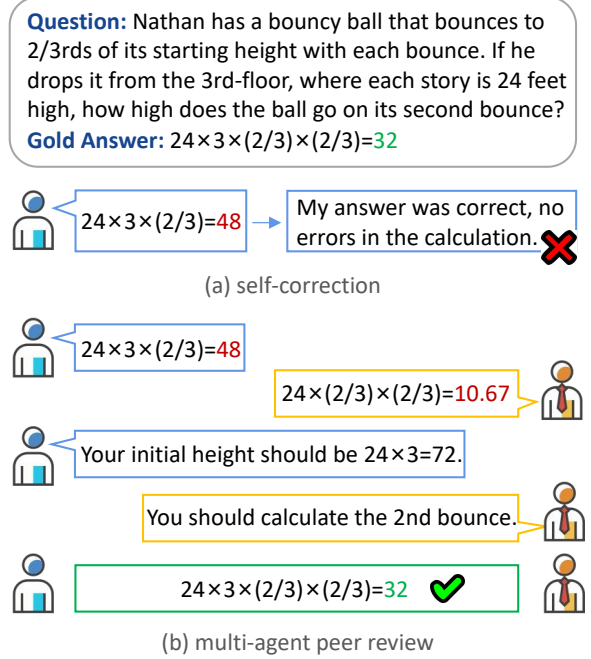 Question: Nathan has a bouncy ball that bounces to
2/3rds of its starting height with each bounce. If he
drops it from the 3rd-floor, where each story is 24 feet
high, how high does the ball go on its second bounce?
Gold Answer: 24×3×(2/3)×(2/3)=32
24×3×(2/3)=48
My answer was correct, no
errors in the calculation.
(a) self-correction
24×3×(2/3)=48
24×(2/3)×(2/3)=10.67
Your initial height should be 24×3=72.
You should calculate the 2nd bounce.
24×3×(2/3)×(2/3)=32
(b) multi-agent peer review